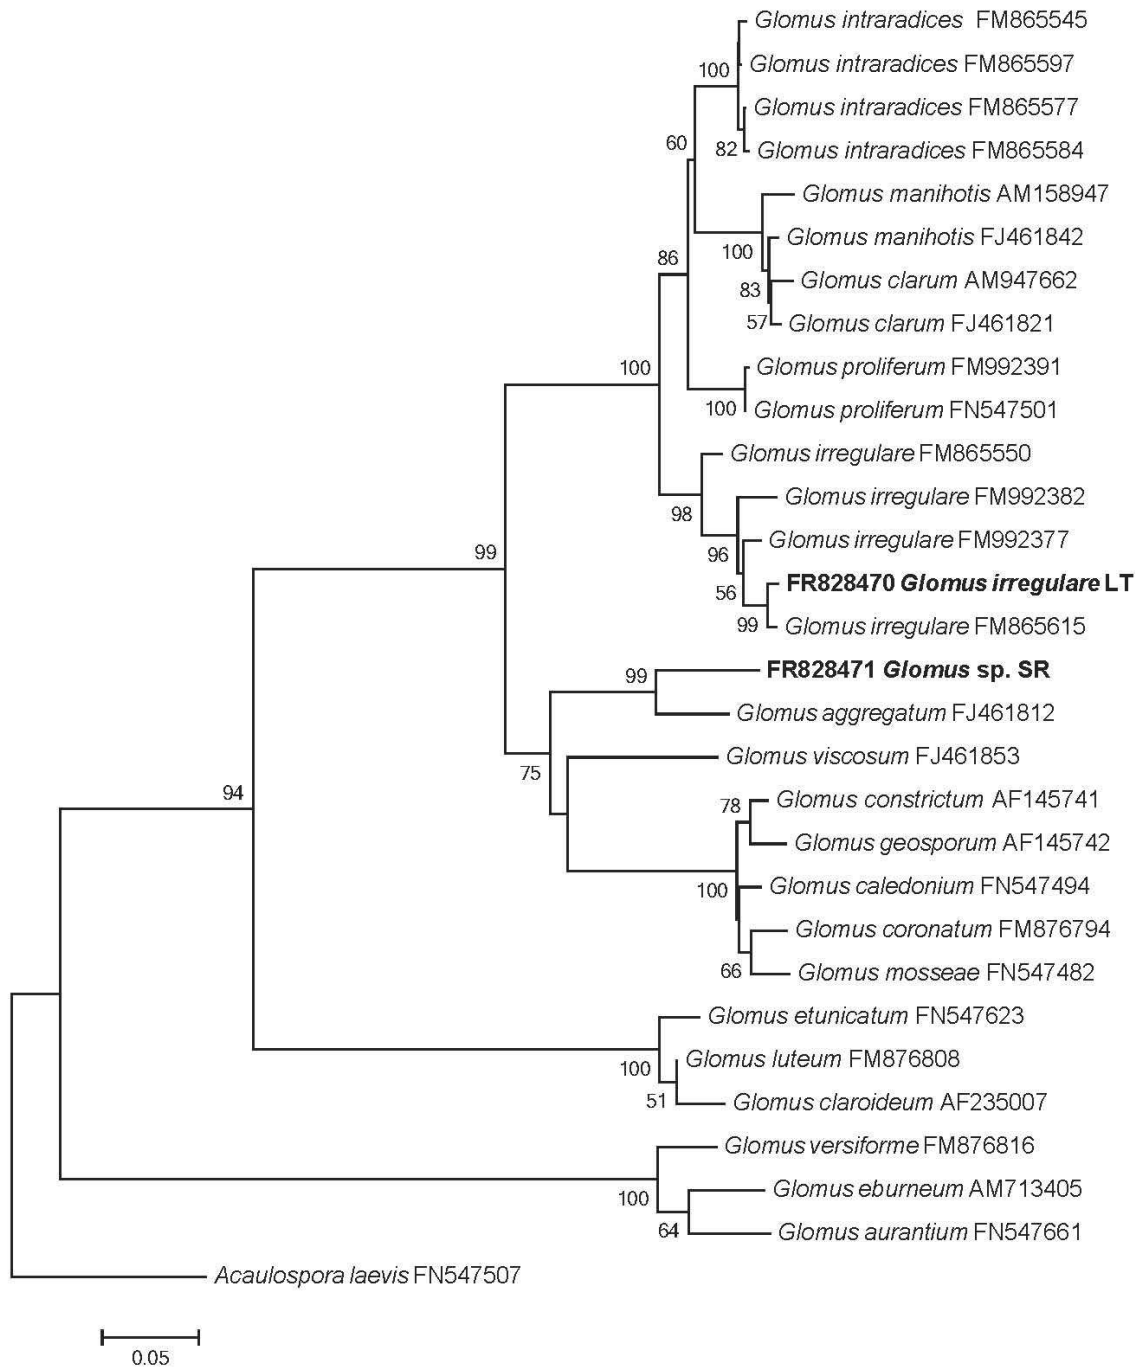 Glomus intraradices FM865545
Glomus intraradices FM865597
100
Glomus intraradices FM865577
60
82
Glomus intraradices FM865584
Glomus manihotis AM158947
Glomus manihotis FJ461842
100
86
Glomus clarum AM947662
83
57
Glomus clarum FJ461821
100
Glomus proliferum FM992391
100
Glomus proliferum FN547501
Glomus irregulare FM865550
Glomus irregulare FM992382
98
Glomus irregulare FM992377
99
96
FR828470 Glomus irregulare LT
56
99
Glomus irregulare FM865615
99
FR828471 Glomus sp. SR
Glomus aggregatum FJ461812
Glomus viscosum FJ461853
75
94
78
Glomus constrictum AF145741
Glomus geosporum AF145742
100
Glomus caledonium FN547494
Glomus coronatum FM876794
66
Glomus mosseae FN547482
Glomus etunicatum FN547623
100
Glomus luteum FM876808
51
Glomus claroideum AF235007
Glomus versiforme FM876816
100
Glomus eburneum AM713405
64
Glomus aurantium FN547661
Acaulospora laevis FN547507
0.05